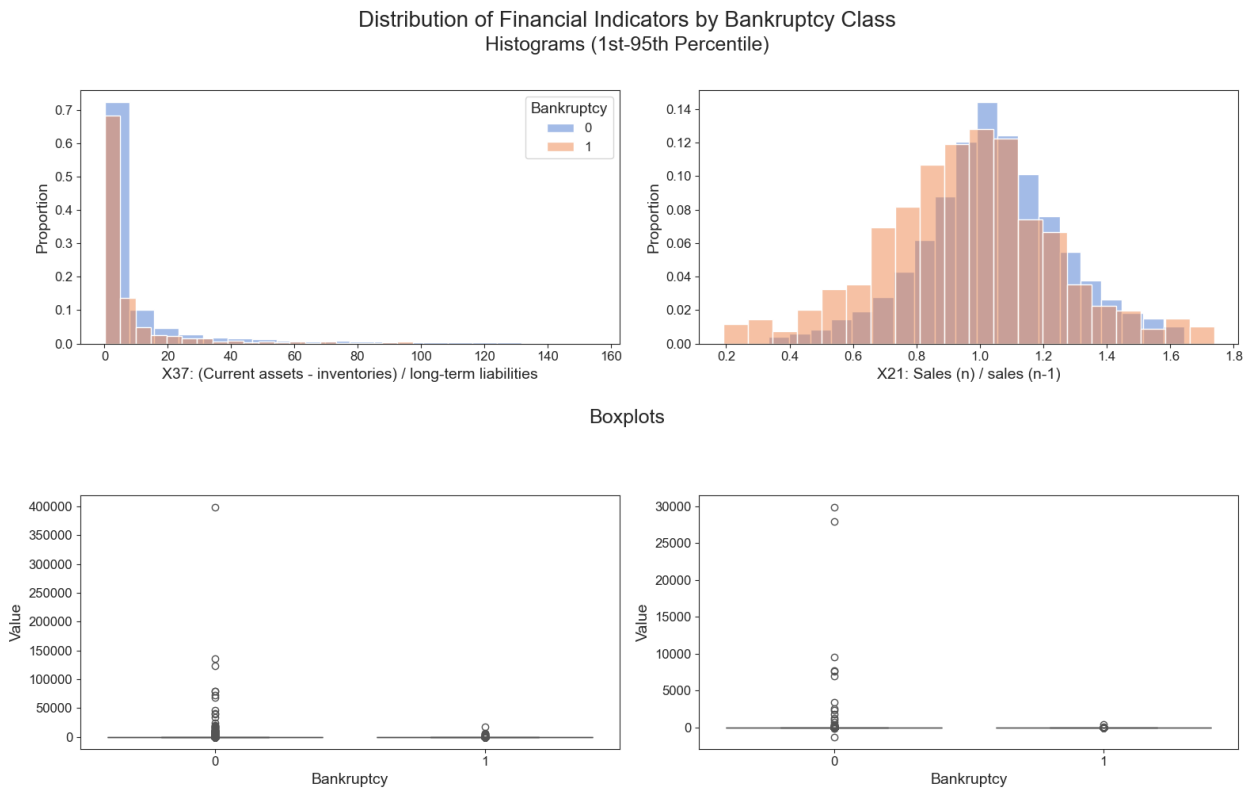 Distribution of Financial Indicators by Bankruptcy Class
Histograms (1st-95th Percentile)
0.7
0.6
0.5
0.4
0.3
0.2
0.1
0.0
Proportion
Bankruptcy
0
1
0 20 40 60 80 100 120 140 160
X37: (Current assets - inventories) / long-term liabilities
0.14
0.12
0.10
0.08
0.06
0.04
0.02
0.00
Proportion
0.2 0.4 0.6 0.8 1.0 1.2 1.4 1.6 1.8
X21: Sales (n) / sales (n-1)
Boxplots
400000
350000
300000
250000
200000
150000
100000
50000
0
Value
0 1
Bankruptcy
30000
25000
20000
15000
10000
5000
0
Value
0 1
Bankruptcy